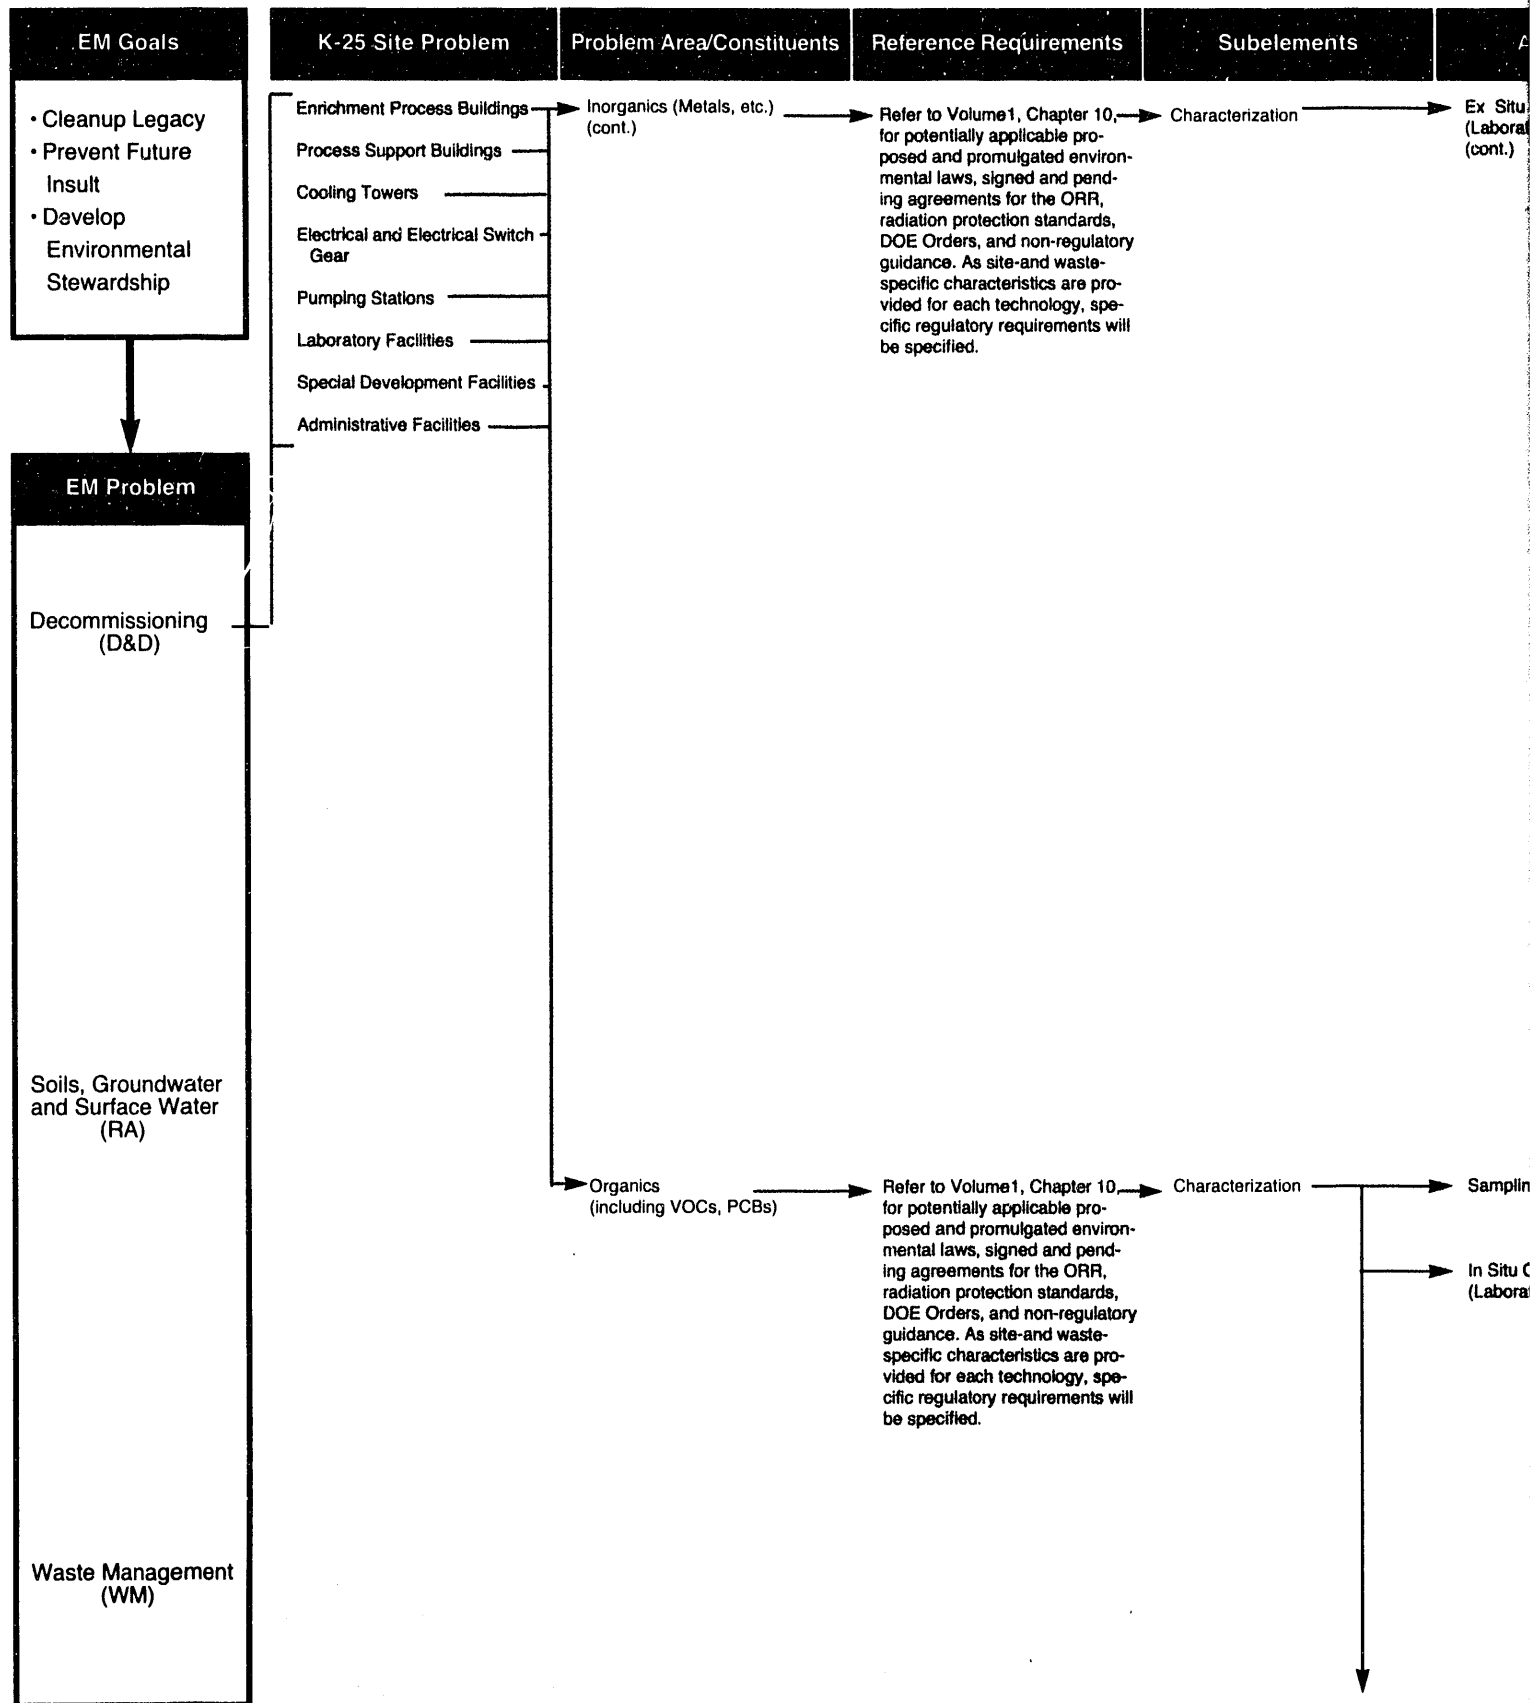 EM Goals
• Cleanup Legacy
• Prevent Future
Insult
• Develop
Environmental
Stewardship
EM Problem
Decommissioning
(D&D)
Soils, Groundwater
and Surface Water
(RA)
Waste Management
(WM)
K-25 Site Problem
Enrichment Process Buildings
Process Support Buildings
Cooling Towers
Electrical and Electrical Switch
Gear
Pumping Stations
Laboratory Facilities
Special Development Facilities
Administrative Facilities
Problem Area/Constituents
Inorganics (Metals, etc.)
(cont.)
Organics
(including VOCs, PCBs)
Reference Requirements
Refer to Volume1, Chapter 10,
for potentially applicable pro-
posed and promulgated environ-
mental laws, signed and pend-
ing agreements for the ORR,
radiation protection standards,
DOE Orders, and non-regulatory
guidance. As site-and waste-
specific characteristics are pro-
vided for each technology, spe-
cific regulatory requirements will
be specified.
Refer to Volume1, Chapter 10,
for potentially applicable pro-
posed and promulgated environ-
mental laws, signed and pend-
ing agreements for the ORR,
radiation protection standards,
DOE Orders, and non-regulatory
guidance. As site-and waste-
specific characteristics are pro-
vided for each technology, spe-
cific regulatory requirements will
be specified.
Subelements
Characterization
Characterization
Ex Situ
(cont.)
In Situ